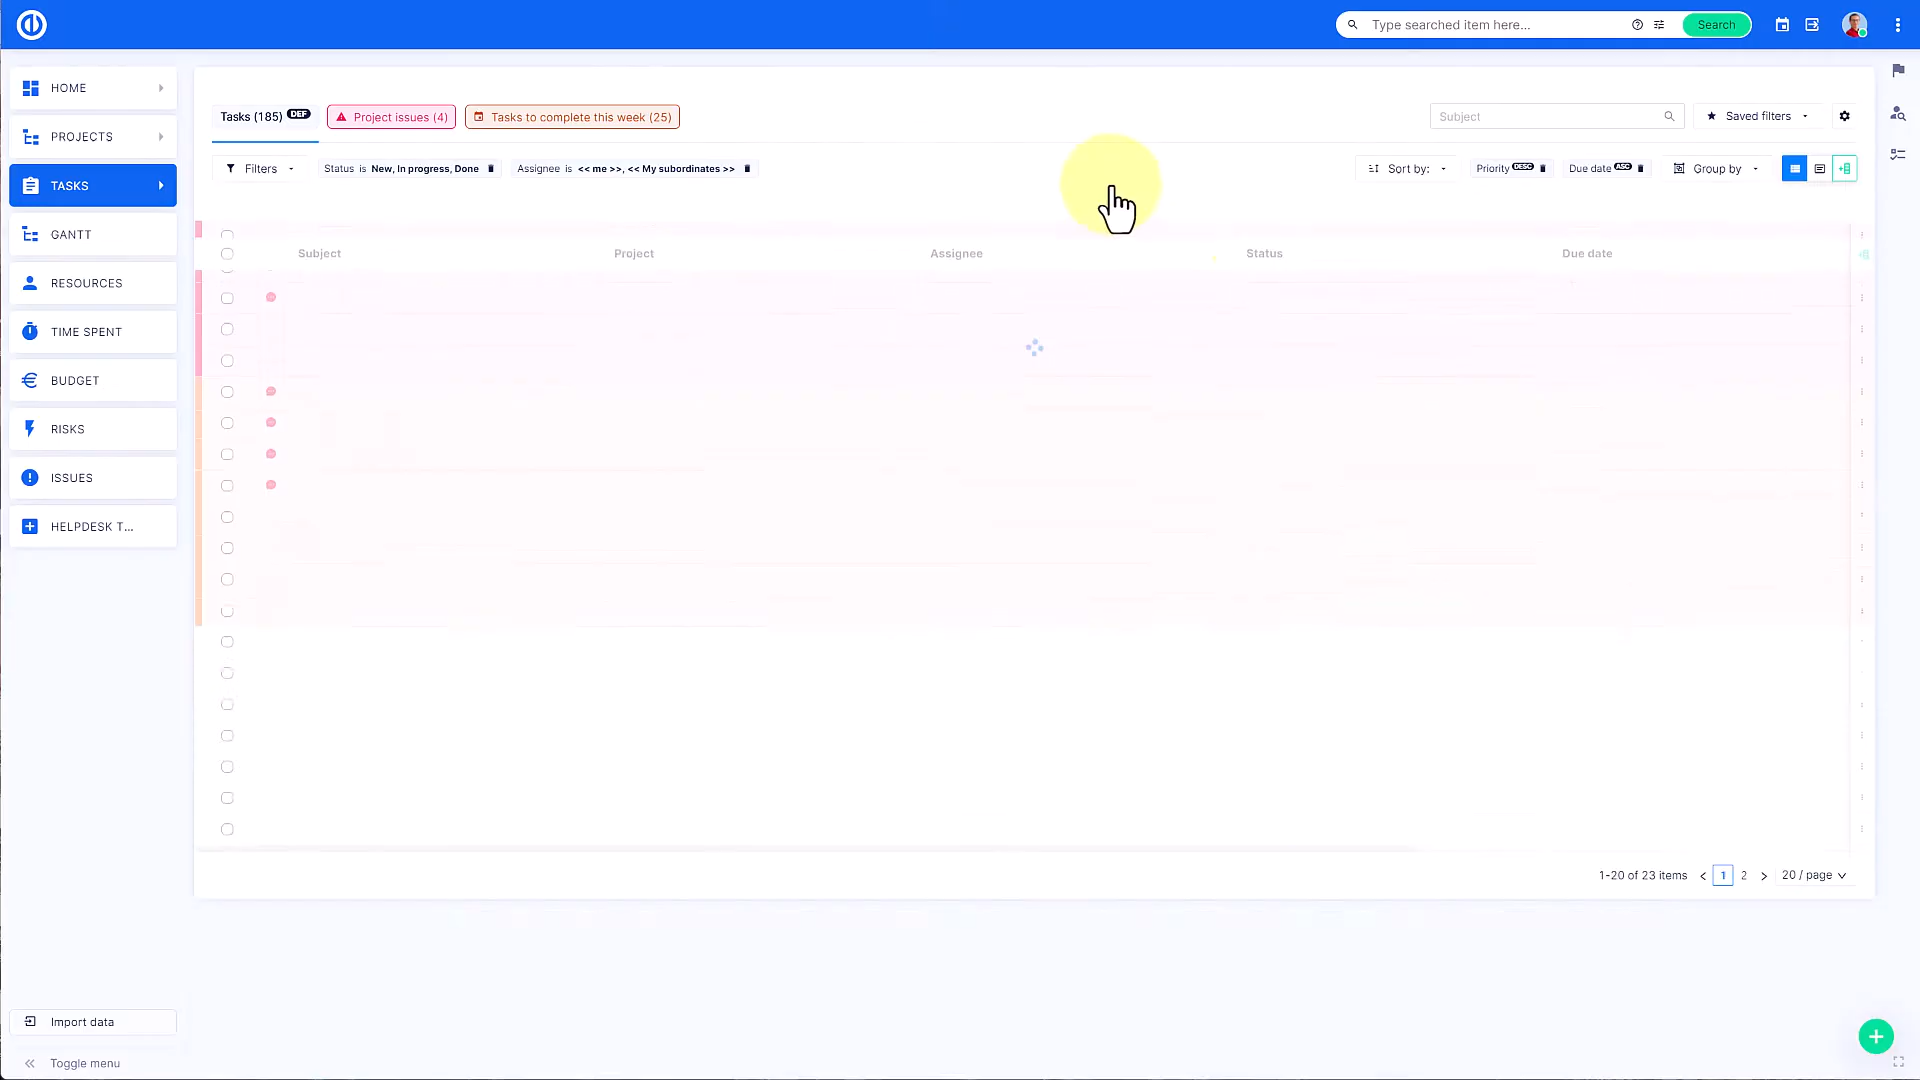 Type searched item here...
Search
HOME
PROJECTS
TASKS
GANTT
RESOURCES
TIME SPENT
BUDGET
RISKS
ISSUES
HELPDESK T...
Import data
Toggle menu
Tasks (185) DEF
Project issues (4)
Tasks to complete this week (25)
Subject
Saved filters
Filters
Status is New, In progress, Done
Assignee is << me >>, << My subordinates >>
Sort by:
Priority DESC
Due date ASC
Group by
Subject Project Assignee Status Due date
1-20 of 23 items
1
2
20 / page